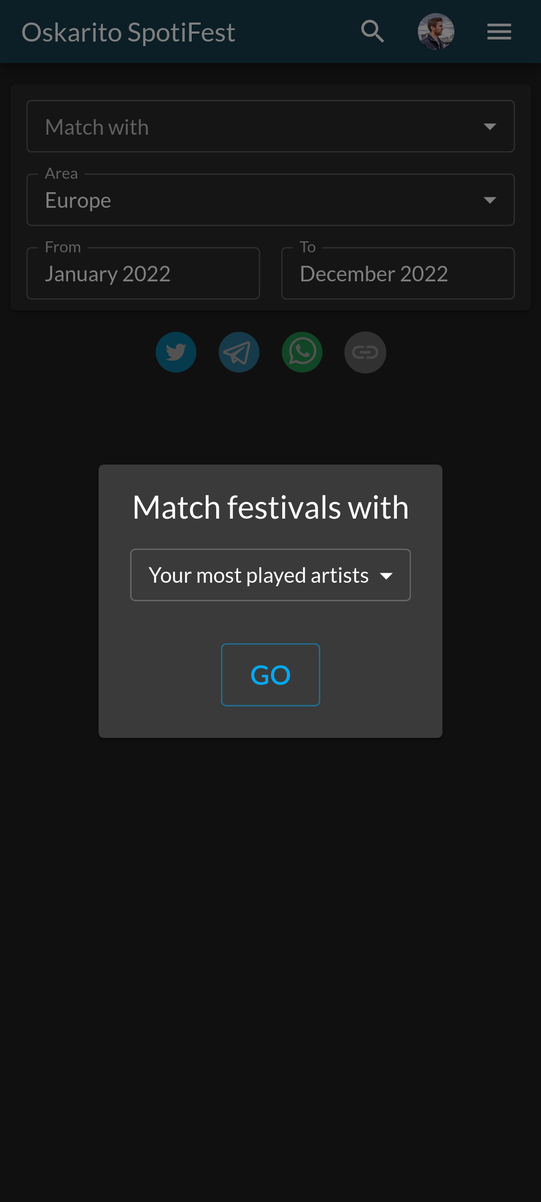 Oskarito SpotiFest
Match with
Area
Europe
From
January 2022
To
December 2022
Match festivals with
Your most played artists
GO